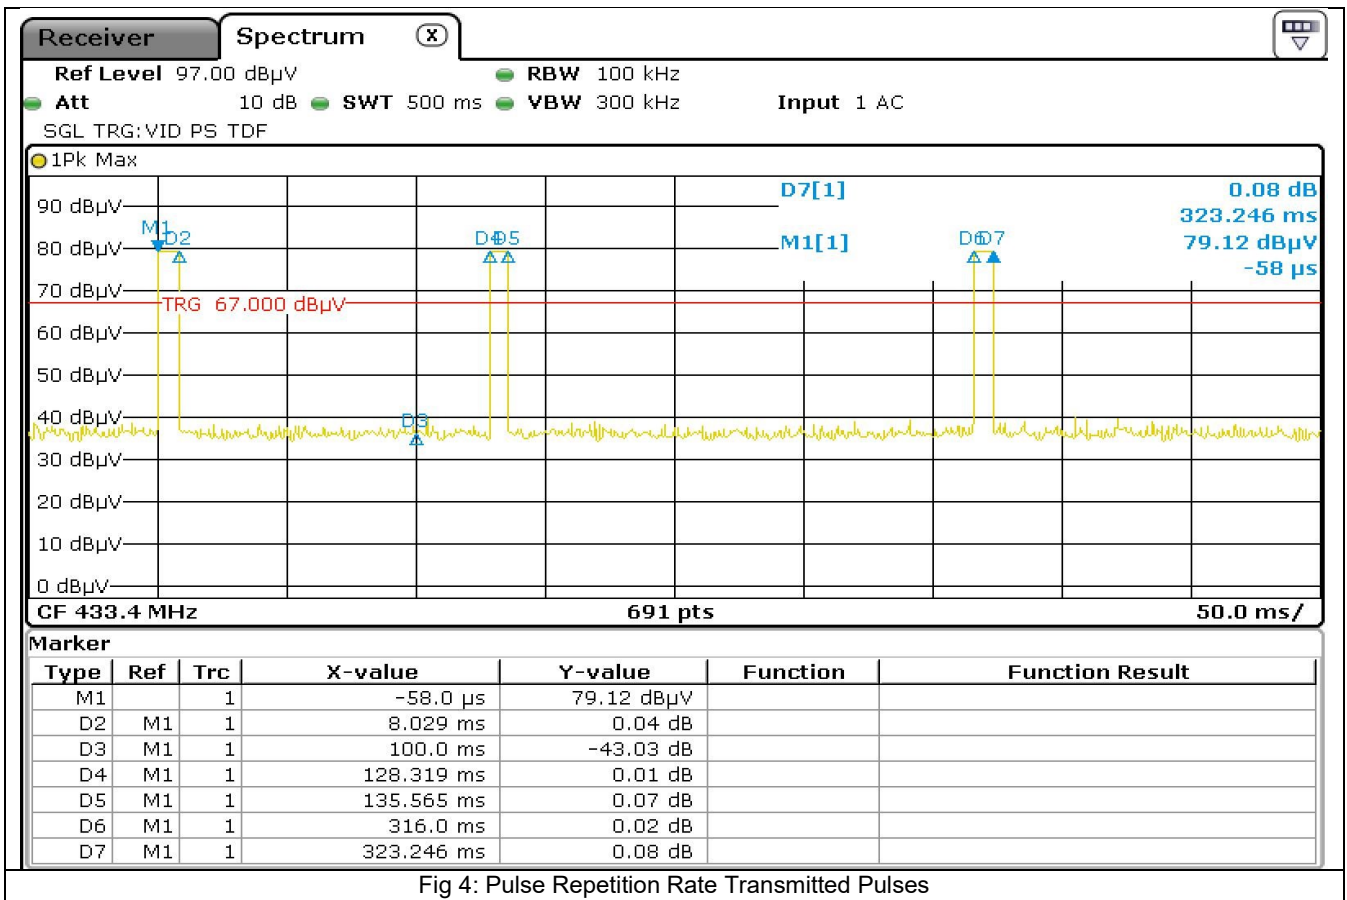 Receiver Spectrum X
Ref Level 97.00 dBµV RBW 100 kHz
Att 10 dB SWT 500 ms VBW 300 kHz Input 1 AC
SGL TRG:VID PS TDF
1Pk Max
D7[1] 0.08 dB
323.246 ms
M1[1] 79.12 dBµV
-58 µs
90 dBµV
80 dBµV
70 dBµV
60 dBµV
50 dBµV
40 dBµV
30 dBµV
20 dBµV
10 dBµV
0 dBµV
M1 D2 D3 D4 D5 D6 D7
TRG 67.000 dBµV
CF 433.4 MHz 691 pts 50.0 ms/
Marker
Type Ref Trc X-value Y-value Function Function Result
M1 1 -58.0 µs 79.12 dBµV
D2 M1 1 8.029 ms 0.04 dB
D3 M1 1 100.0 ms -43.03 dB
D4 M1 1 128.319 ms 0.01 dB
D5 M1 1 135.565 ms 0.07 dB
D6 M1 1 316.0 ms 0.02 dB
D7 M1 1 323.246 ms 0.08 dB
Fig 4: Pulse Repetition Rate Transmitted Pulses